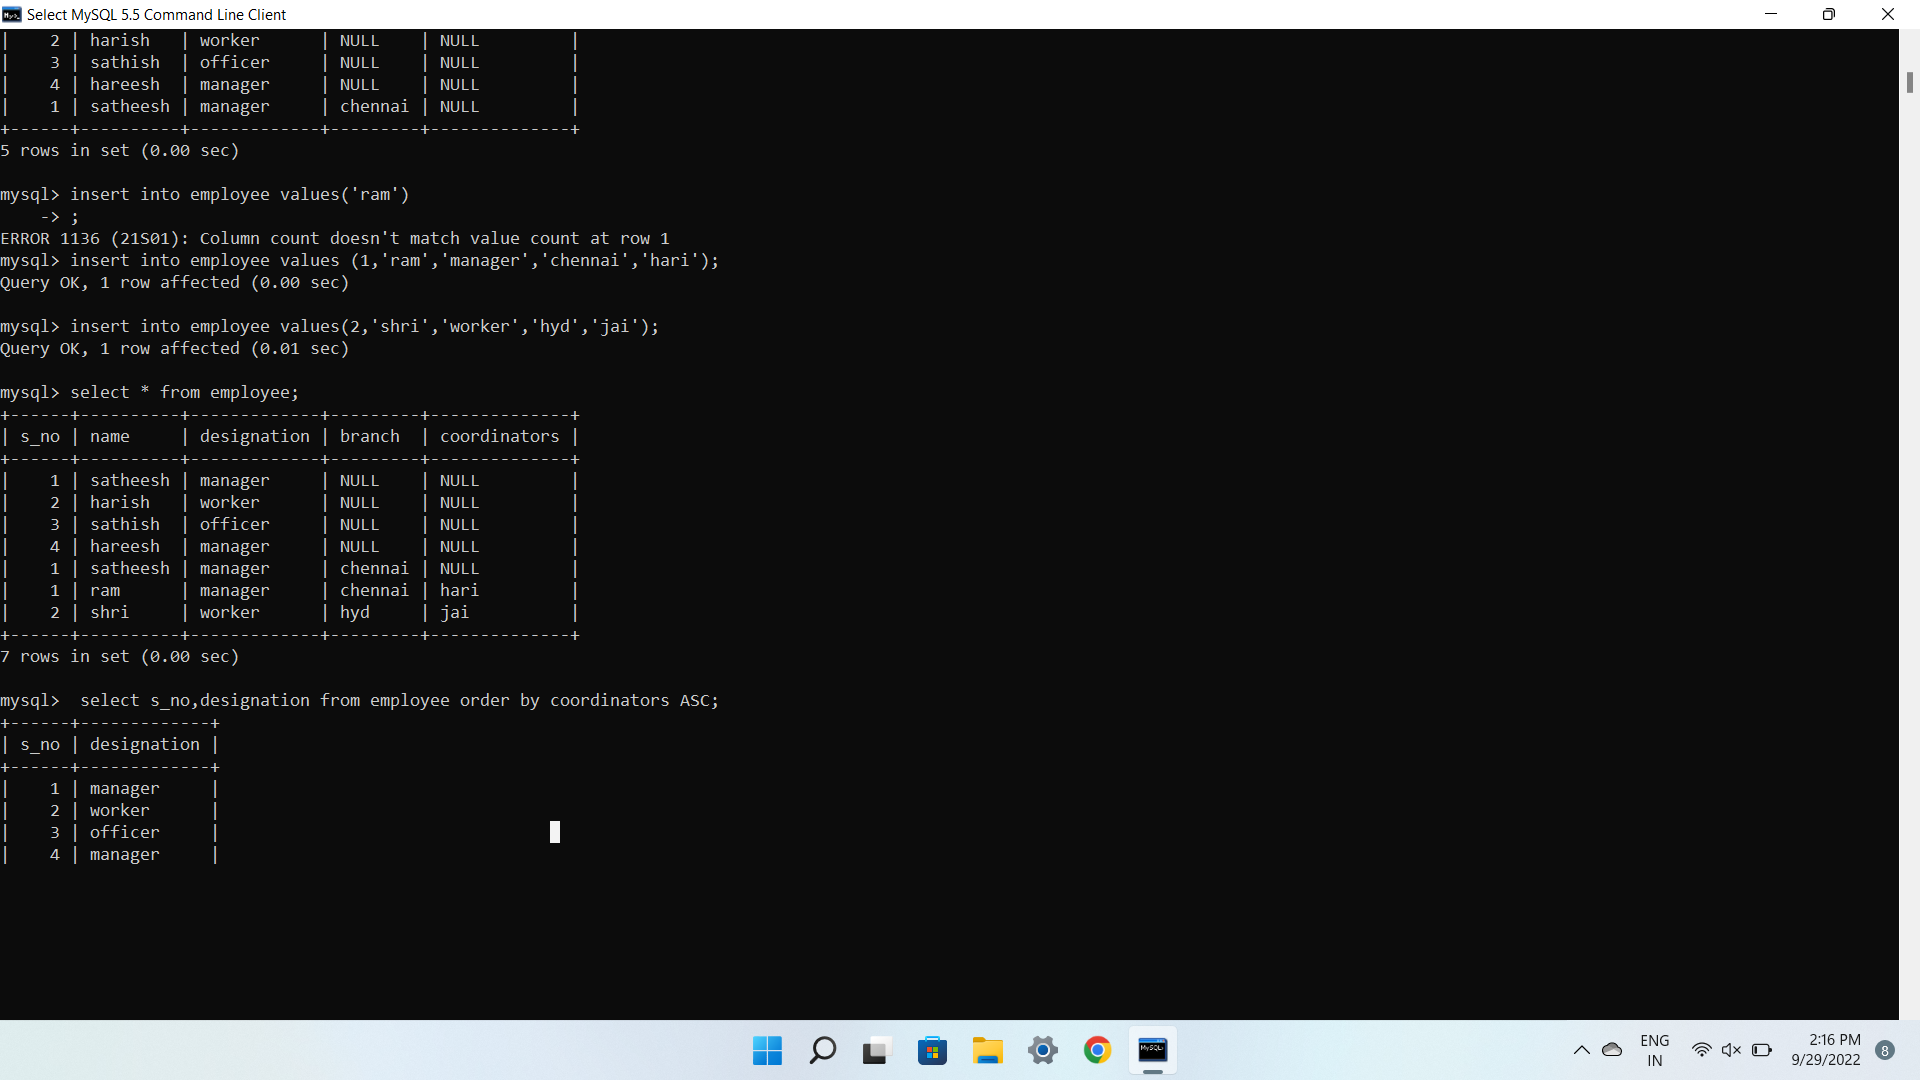 Select MySQL 5.5 Command Line Client
|    2 | harish   | worker      | NULL    | NULL         |
|    3 | sathish  | officer     | NULL    | NULL         |
|    4 | hareesh  | manager     | NULL    | NULL         |
|    1 | satheesh | manager     | chennai | NULL         |
+------+----------+-------------+---------+--------------+
5 rows in set (0.00 sec)
mysql> insert into employee values('ram')
    -> ;
ERROR 1136 (21S01): Column count doesn't match value count at row 1
mysql> insert into employee values (1,'ram','manager','chennai','hari');
Query OK, 1 row affected (0.00 sec)
mysql> insert into employee values(2,'shri','worker','hyd','jai');
Query OK, 1 row affected (0.01 sec)
mysql> select * from employee;
+------+----------+-------------+---------+--------------+
| s_no | name     | designation | branch  | coordinators |
+------+----------+-------------+---------+--------------+
|    1 | satheesh | manager     | NULL    | NULL         |
|    2 | harish   | worker      | NULL    | NULL         |
|    3 | sathish  | officer     | NULL    | NULL         |
|    4 | hareesh  | manager     | NULL    | NULL         |
|    1 | satheesh | manager     | chennai | NULL         |
|    1 | ram      | manager     | chennai | hari         |
|    2 | shri     | worker      | hyd     | jai          |
+------+----------+-------------+---------+--------------+
7 rows in set (0.00 sec)
mysql>  select s_no,designation from employee order by coordinators ASC;
+------+-------------+
| s_no | designation |
+------+-------------+
|    1 | manager     |
|    2 | worker      |
|    3 | officer     |
|    4 | manager     |
MySQL
ENG
IN
2:16 PM
9/29/2022
8